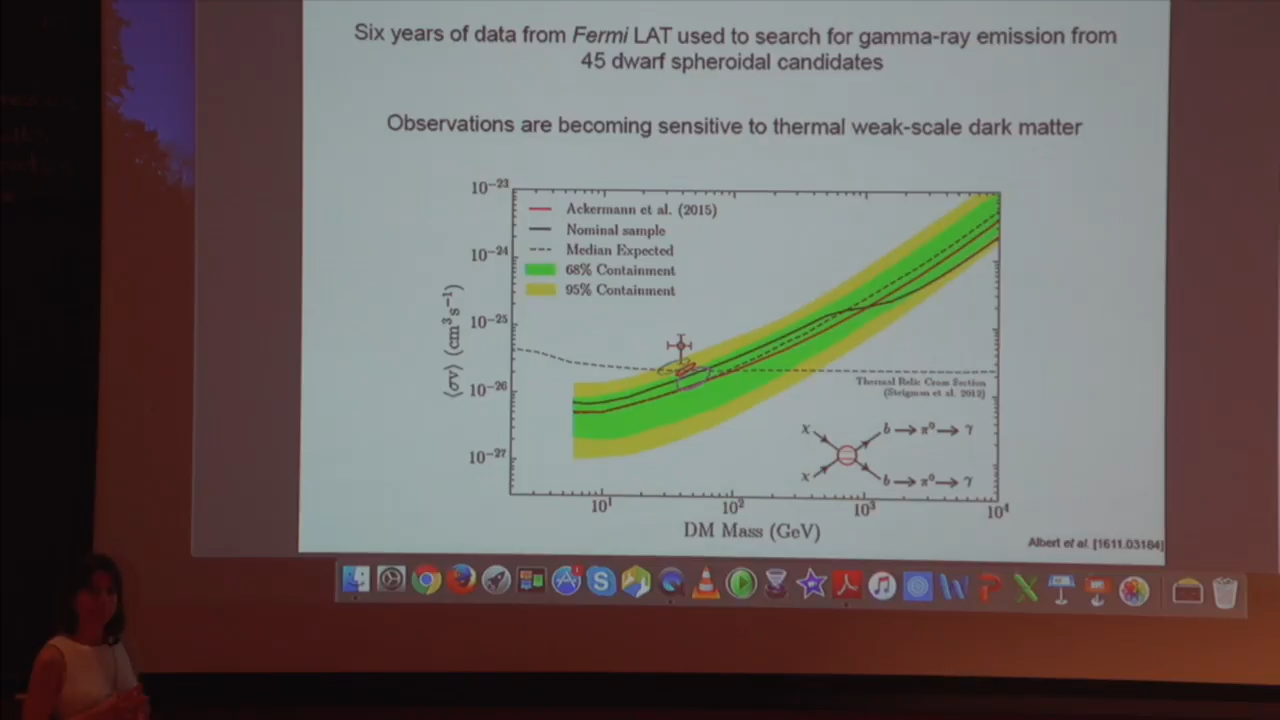 Six years of data from Fermi LAT used to search for gamma-ray emission from
45 dwarf spheroidal candidates
Observations are becoming sensitive to thermal weak-scale dark matter
10⁻²³
10⁻²⁴
10⁻²⁵
10⁻²⁶
10⁻²⁷
⟨σv⟩ (cm³ s⁻¹)
Ackermann et al. (2015)
Nominal sample
Median Expected
68% Containment
95% Containment
Thermal Relic Cross Section
(Steigman et al. 2012)
χ b → π⁰ → γ
χ b → π⁰ → γ
10¹ 10² 10³ 10⁴
DM Mass (GeV)
Albert et al. [1611.03184]